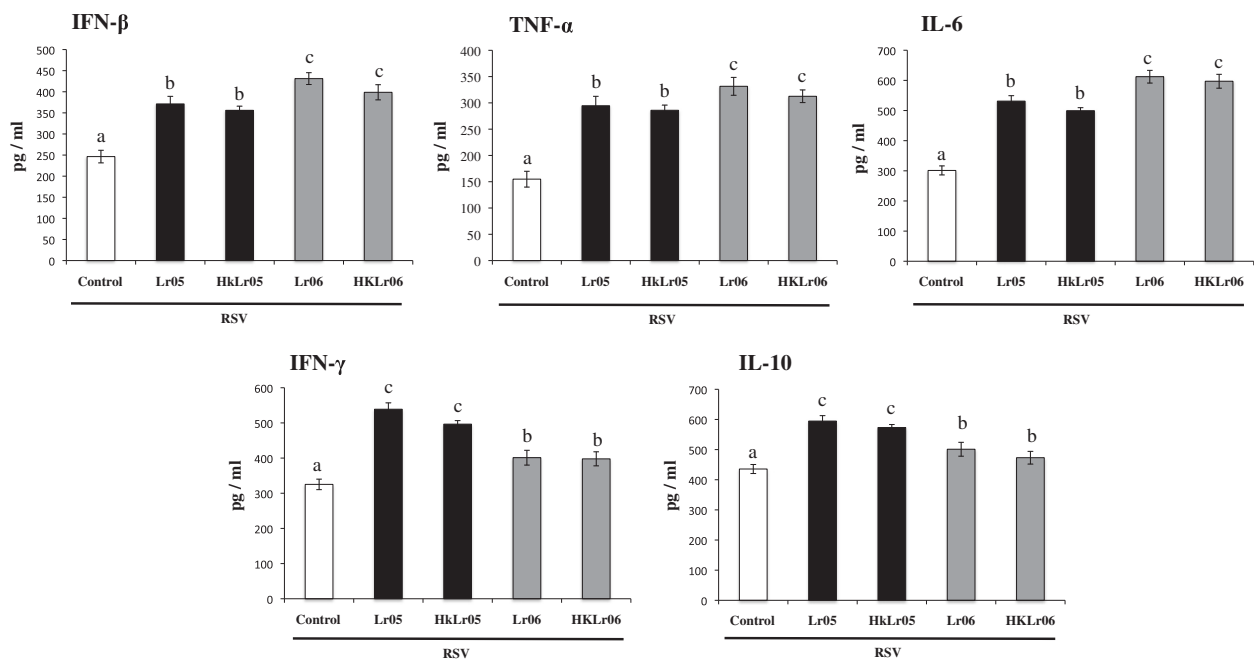 IFN-β
pg / ml
500
450
400
350
300
250
200
150
100
50
0
a
b
b
c
c
Control Lr05 HkLr05 Lr06 HKLr06
RSV
TNF-α
pg / ml
400
350
300
250
200
150
100
50
0
a
b
b
c
c
Control Lr05 HkLr05 Lr06 HKLr06
RSV
IL-6
pg / ml
700
600
500
400
300
200
100
0
a
b
b
c
c
Control Lr05 HkLr05 Lr06 HKLr06
RSV
IFN-γ
pg / ml
600
500
400
300
200
100
0
a
c
c
b
b
Control Lr05 HkLr05 Lr06 HKLr06
RSV
IL-10
pg / ml
700
600
500
400
300
200
100
0
a
c
c
b
b
Control Lr05 HkLr05 Lr06 HKLr06
RSV